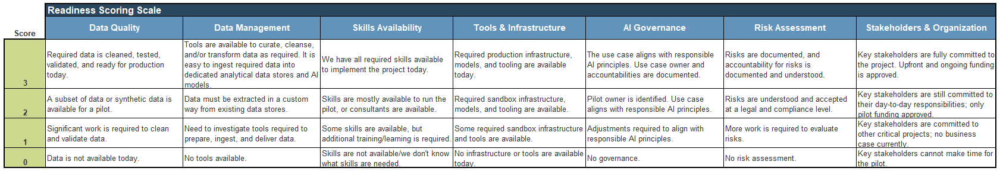 Readiness Scoring Scale
Score
Data Quality
Data Management
Skills Availability
Tools & Infrastructure
AI Governance
Risk Assessment
Stakeholders & Organization
3
Required data is cleaned, tested,
validated, and ready for production
today.
Tools are available to curate, cleanse,
and/or transform data as required. It is
easy to ingest required data into
dedicated analytical data stores and AI
models.
We have all required skills available
to implement the project today.
Required production infrastructure,
models, and tooling are available
today.
The use case aligns with responsible
AI principles. Use case owner and
accountabilities are documented.
Risks are documented, and
accountability for risks is
documented and understood.
Key stakeholders are fully committed to
the project. Upfront and ongoing funding
is approved.
2
A subset of data or synthetic data is
available for a pilot.
Data must be extracted in a custom
way from existing data stores.
Skills are mostly available to run the
pilot, or consultants are available.
Required sandbox infrastructure,
models, and tooling are available.
Pilot owner is identified. Use case
aligns with responsible AI principles.
Risks are understood and accepted
at a legal and compliance level.
Key stakeholders are still committed to
their day-to-day responsibilities; only
pilot funding approved.
1
Significant work is required to clean
and validate data.
Need to investigate tools required to
prepare, ingest, and deliver data.
Some skills are available, but
additional training/learning is required.
Some required sandbox infrastructure
and tools are available.
Adjustments required to align with
responsible AI principles.
More work is required to evaluate
risks.
Key stakeholders are committed to
other critical projects; no business
case currently.
0
Data is not available today.
No tools available.
Skills are not available/we don't know
what skills are needed.
No infrastructure or tools are available
today.
No governance.
No risk assessment.
Key stakeholders cannot make time for
the pilot.